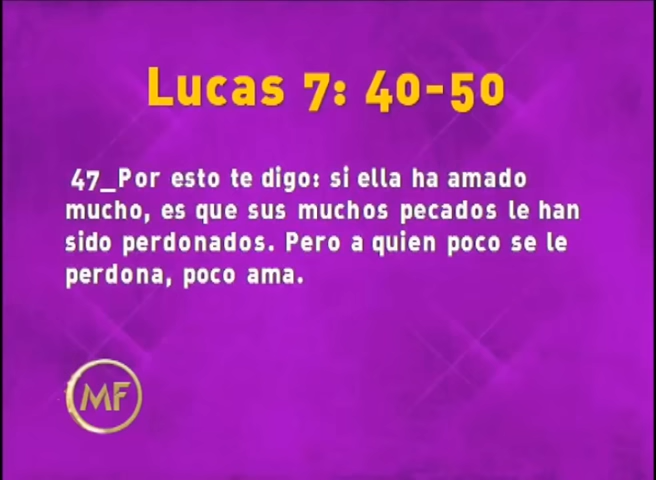 Lucas 7: 40-50
47_Por esto te digo: si ella ha amado
mucho, es que sus muchos pecados le han
sido perdonados. Pero a quien poco se le
perdona, poco ama.
MF